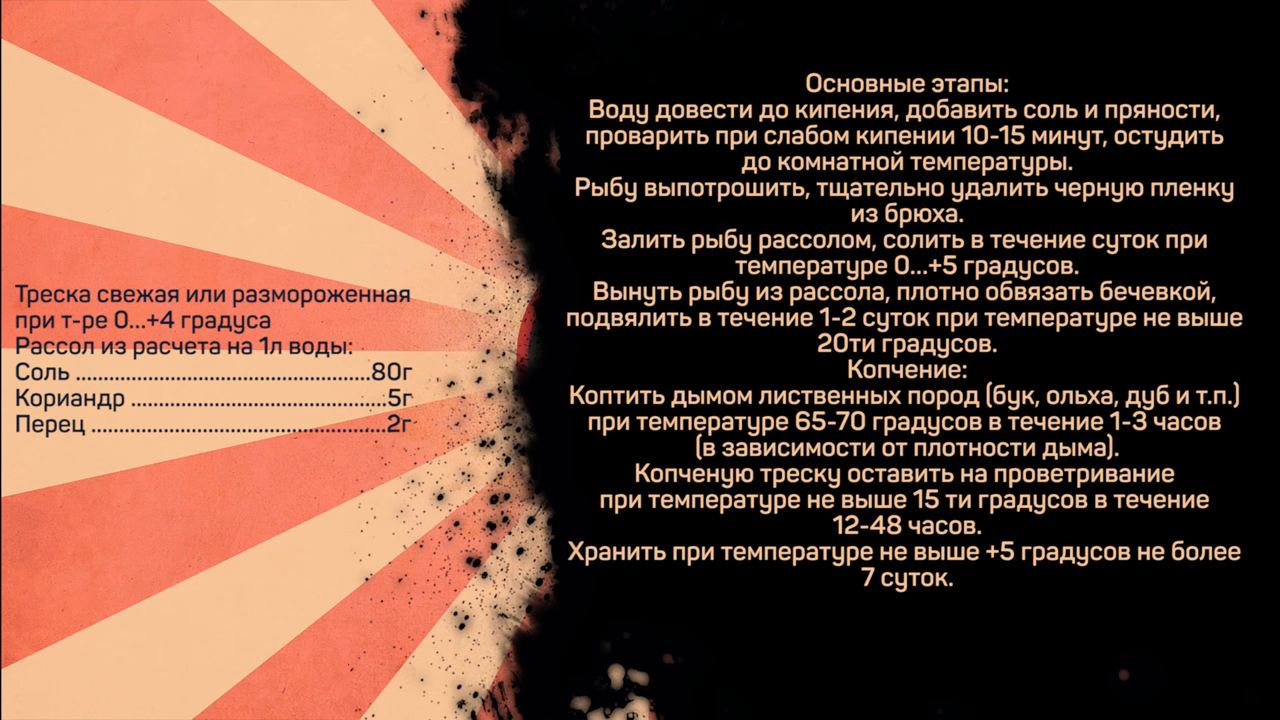 Треска свежая или размороженная
при т-ре 0...+4 градуса
Рассол из расчета на 1л воды:
Соль ..........................................80г
Кориандр ....................................5г
Перец ..........................................2г
Основные этапы:
Воду довести до кипения, добавить соль и пряности,
проварить при слабом кипении 10-15 минут, остудить
до комнатной температуры.
Рыбу выпотрошить, тщательно удалить черную пленку
из брюха.
Залить рыбу рассолом, солить в течение суток при
температуре 0...+5 градусов.
Вынуть рыбу из рассола, плотно обвязать бечевкой,
подвялить в течение 1-2 суток при температуре не выше
20ти градусов.
Копчение:
Коптить дымом лиственных пород (бук, ольха, дуб и т.п.)
при температуре 65-70 градусов в течение 1-3 часов
(в зависимости от плотности дыма).
Копченую треску оставить на проветривание
при температуре не выше 15 ти градусов в течение
12-48 часов.
Хранить при температуре не выше +5 градусов не более
7 суток.